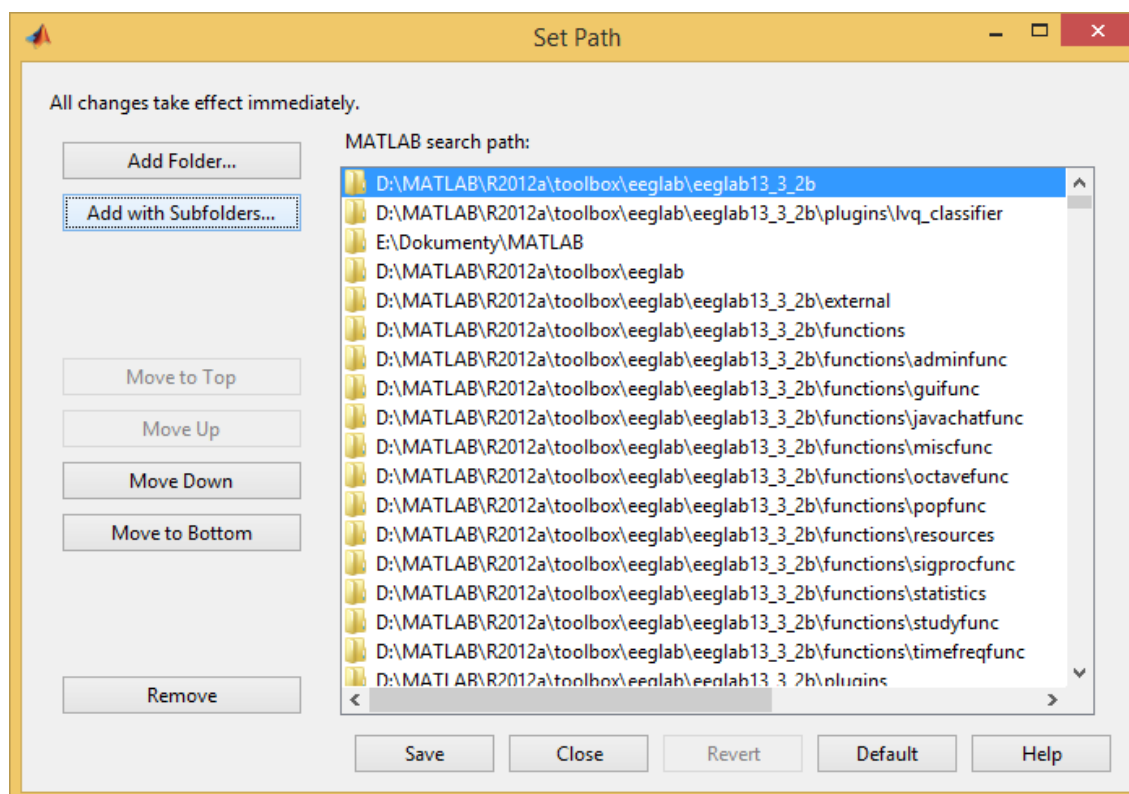 Set Path
All changes take effect immediately.
MATLAB search path:
Add Folder...
Add with Subfolders...
Move to Top
Move Up
Move Down
Move to Bottom
Remove
D:\MATLAB\R2012a\toolbox\eeglab\eeglab13_3_2b
D:\MATLAB\R2012a\toolbox\eeglab\eeglab13_3_2b\plugins\lvq_classifier
E:\Dokumenty\MATLAB
D:\MATLAB\R2012a\toolbox\eeglab
D:\MATLAB\R2012a\toolbox\eeglab\eeglab13_3_2b\external
D:\MATLAB\R2012a\toolbox\eeglab\eeglab13_3_2b\functions
D:\MATLAB\R2012a\toolbox\eeglab\eeglab13_3_2b\functions\adminfunc
D:\MATLAB\R2012a\toolbox\eeglab\eeglab13_3_2b\functions\guifunc
D:\MATLAB\R2012a\toolbox\eeglab\eeglab13_3_2b\functions\javachatfunc
D:\MATLAB\R2012a\toolbox\eeglab\eeglab13_3_2b\functions\miscfunc
D:\MATLAB\R2012a\toolbox\eeglab\eeglab13_3_2b\functions\octavefunc
D:\MATLAB\R2012a\toolbox\eeglab\eeglab13_3_2b\functions\popfunc
D:\MATLAB\R2012a\toolbox\eeglab\eeglab13_3_2b\functions\resources
D:\MATLAB\R2012a\toolbox\eeglab\eeglab13_3_2b\functions\sigprocfunc
D:\MATLAB\R2012a\toolbox\eeglab\eeglab13_3_2b\functions\statistics
D:\MATLAB\R2012a\toolbox\eeglab\eeglab13_3_2b\functions\studyfunc
D:\MATLAB\R2012a\toolbox\eeglab\eeglab13_3_2b\functions\timefreqfunc
D:\MATLAB\R2012a\toolbox\eeglab\eeglab13_3_2b\plugins
Save
Close
Revert
Default
Help